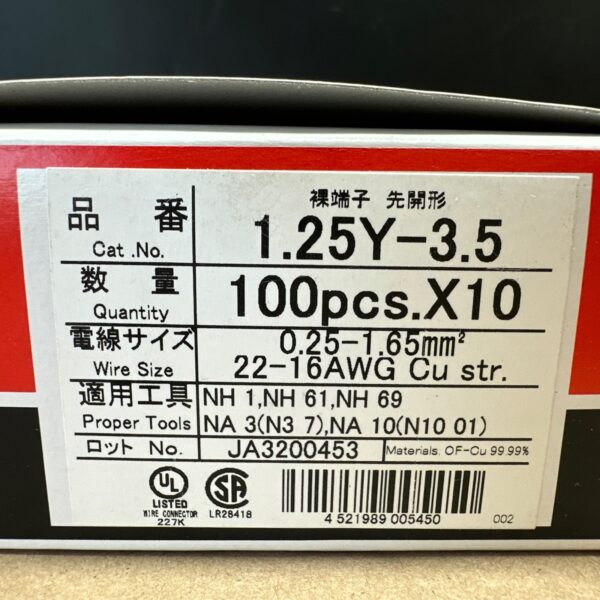 裸端子 先開形
品番 1.25Y-3.5
Cat .No.
数量 100pcs.X10
Quantity
電線サイズ 0.25-1.65mm²
Wire Size 22-16AWG Cu str.
適用工具 NH 1,NH 61,NH 69
Proper Tools NA 3(N3 7),NA 10(N10 01)
ロット No. JA3200453 Materials. OF-Cu 99.99%
UL
LISTED
WIRE CONNECTOR
227K
SA
LR28418
4 521989 005450
002